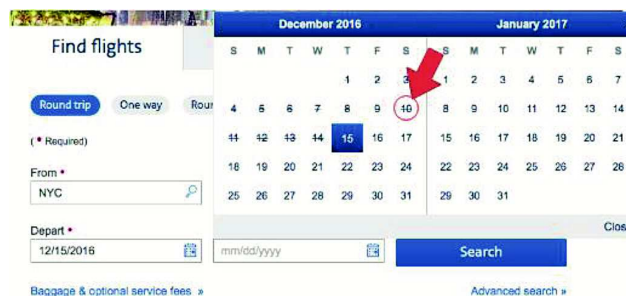 December 2016
January 2017
Find flights
S M T W T F S
S M T W T F S
1 2 3
1 2 3 4 5 6 7
Round trip One way Rou
4 5 6 7 8 9 10
8 9 10 11 12 13 14
( • Required)
11 12 13 14 15 16 17
15 16 17 18 19 20 21
From •
18 19 20 21 22 23 24
22 23 24 25 26 27 28
NYC
25 26 27 28 29 30 31
29 30 31
Depart •
Clos
12/15/2016
mm/dd/yyyy
Search
Baggage & optional service fees »
Advanced search »